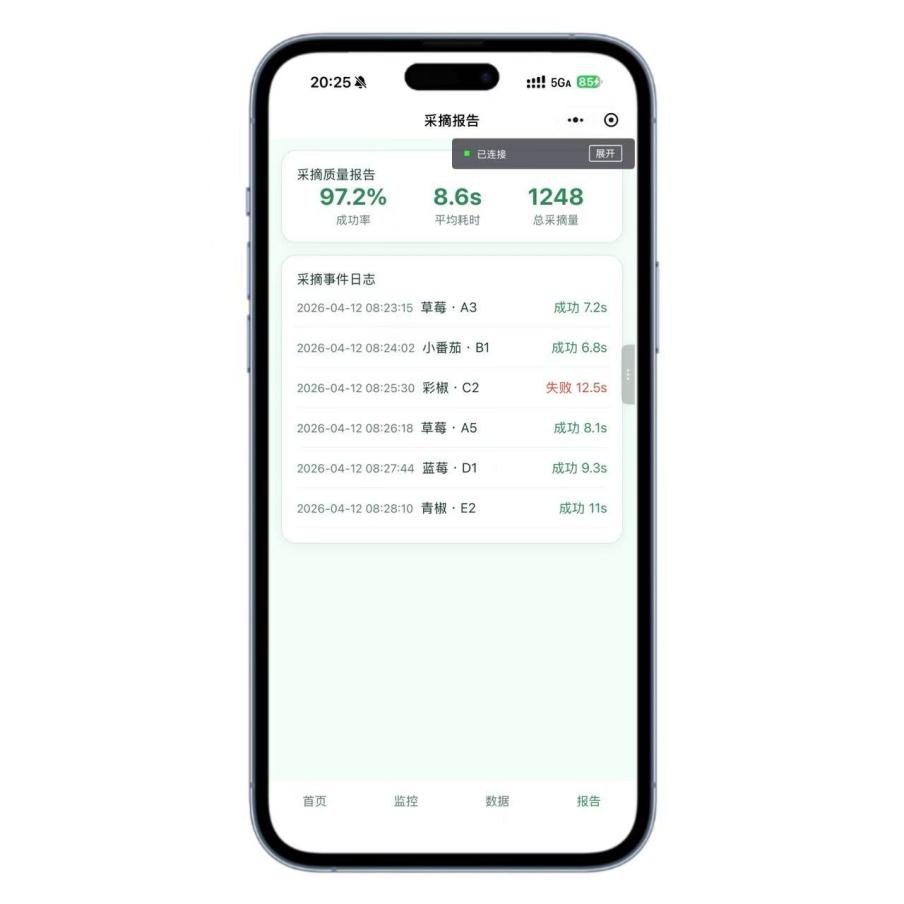 20:25 5GA 85
采摘报告
已连接 展开
采摘质量报告
97.2% 8.6s 1248
成功率 平均耗时 总采摘量
采摘事件日志
2026-04-12 08:23:15 草莓 · A3 成功 7.2s
2026-04-12 08:24:02 小番茄 · B1 成功 6.8s
2026-04-12 08:25:30 彩椒 · C2 失败 12.5s
2026-04-12 08:26:18 草莓 · A5 成功 8.1s
2026-04-12 08:27:44 蓝莓 · D1 成功 9.3s
2026-04-12 08:28:10 青椒 · E2 成功 11s
首页 监控 数据 报告